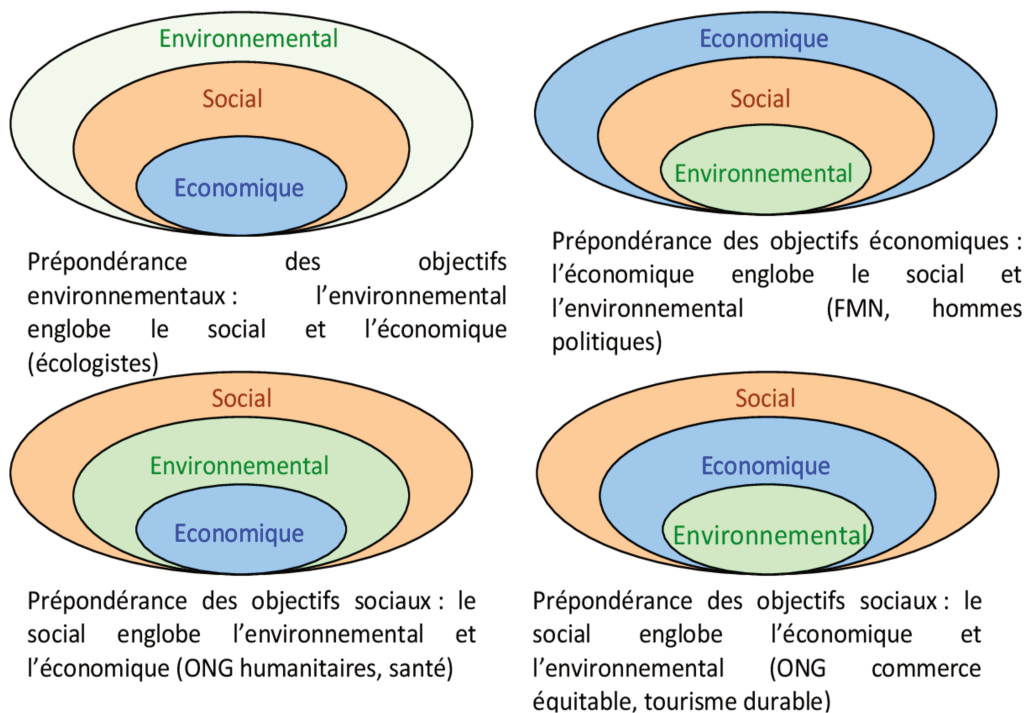 Environnemental
Social
Economique
Prépondérance des objectifs
environnementaux : l’environnemental
englobe le social et l’économique
(écologistes)
Economique
Social
Environnemental
Prépondérance des objectifs économiques :
l’économique englobe le social et
l’environnemental (FMN, hommes
politiques)
Social
Environnemental
Economique
Prépondérance des objectifs sociaux : le
social englobe l’environnemental et
l’économique (ONG humanitaires, santé)
Social
Economique
Environnemental
Prépondérance des objectifs sociaux : le
social englobe l’économique et
l’environnemental (ONG commerce
équitable, tourisme durable)